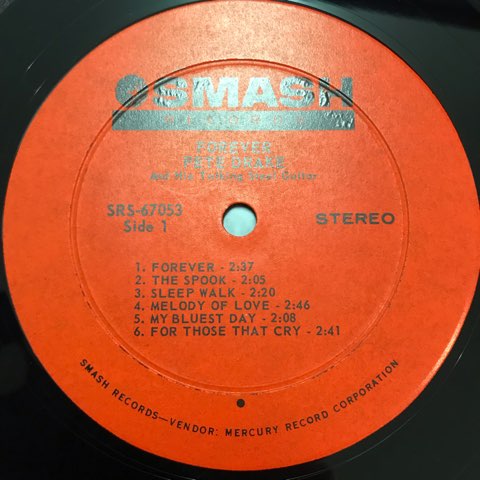 SMASH
RECORDS
FOREVER
PETE DRAKE
And His Talking Steel Guitar
SRS-67053
Side 1
STEREO
1. FOREVER - 2:37
2. THE SPOOK - 2:05
3. SLEEP WALK - 2:20
4. MELODY OF LOVE - 2:46
5. MY BLUEST DAY - 2:08
6. FOR THOSE THAT CRY - 2:41
SMASH RECORDS—VENDOR: MERCURY RECORD CORPORATION